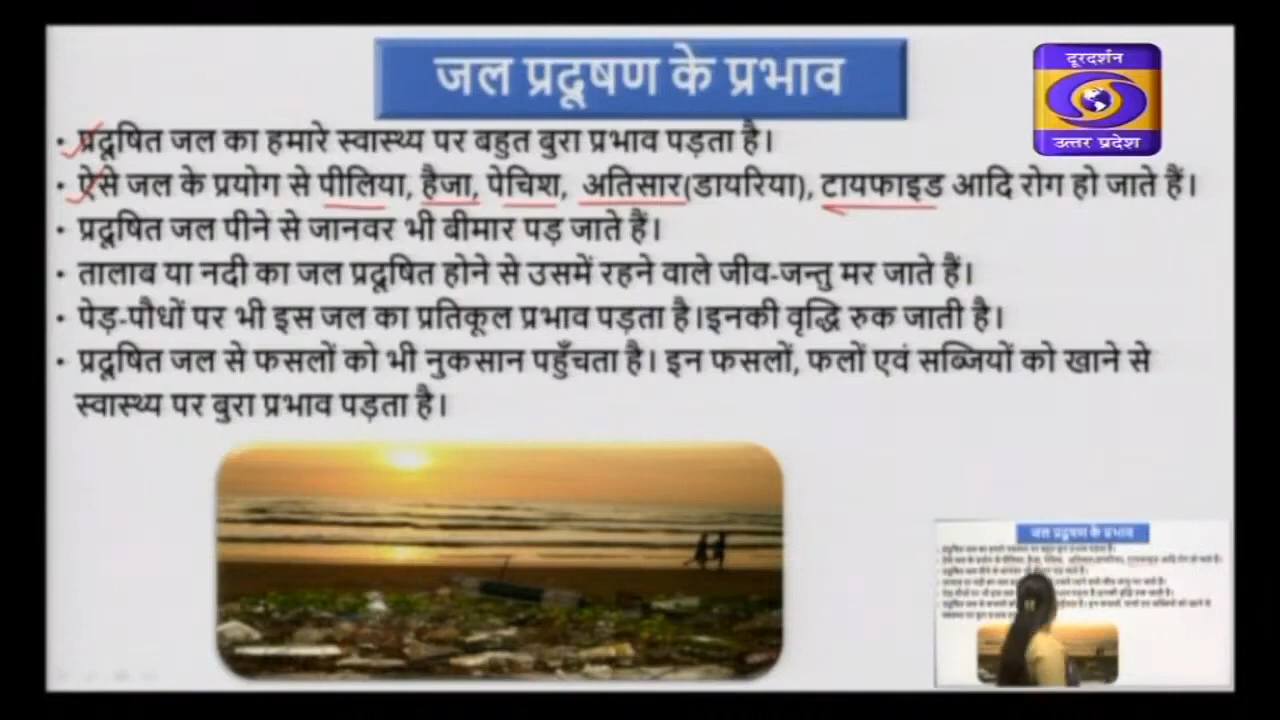 जल प्रदूषण के प्रभाव
दूरदर्शन
उत्तर प्रदेश
• प्रदूषित जल का हमारे स्वास्थ्य पर बहुत बुरा प्रभाव पड़ता है।
• ऐसे जल के प्रयोग से पीलिया, हैजा, पेचिश, अतिसार(डायरिया), टायफाइड आदि रोग हो जाते हैं।
• प्रदूषित जल पीने से जानवर भी बीमार पड़ जाते हैं।
• तालाब या नदी का जल प्रदूषित होने से उसमें रहने वाले जीव-जन्तु मर जाते हैं।
• पेड़-पौधों पर भी इस जल का प्रतिकूल प्रभाव पड़ता है।इनकी वृद्धि रुक जाती है।
• प्रदूषित जल से फसलों को भी नुकसान पहुँचता है। इन फसलों, फलों एवं सब्जियों को खाने से
स्वास्थ्य पर बुरा प्रभाव पड़ता है।
जल प्रदूषण के प्रभाव